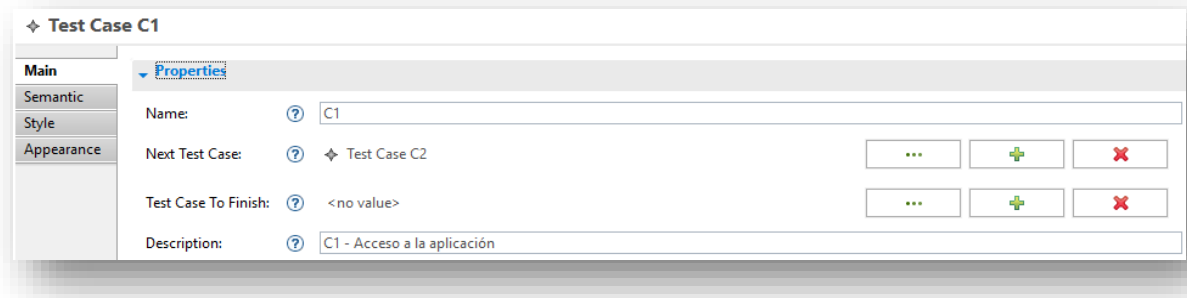 Test Case C1
Main
Properties
Semantic
Name: ? C1
Style
Appearance
Next Test Case: ? Test Case C2 ...
Test Case To Finish: ? <no value> ...
Description: ? C1 - Acceso a la aplicación